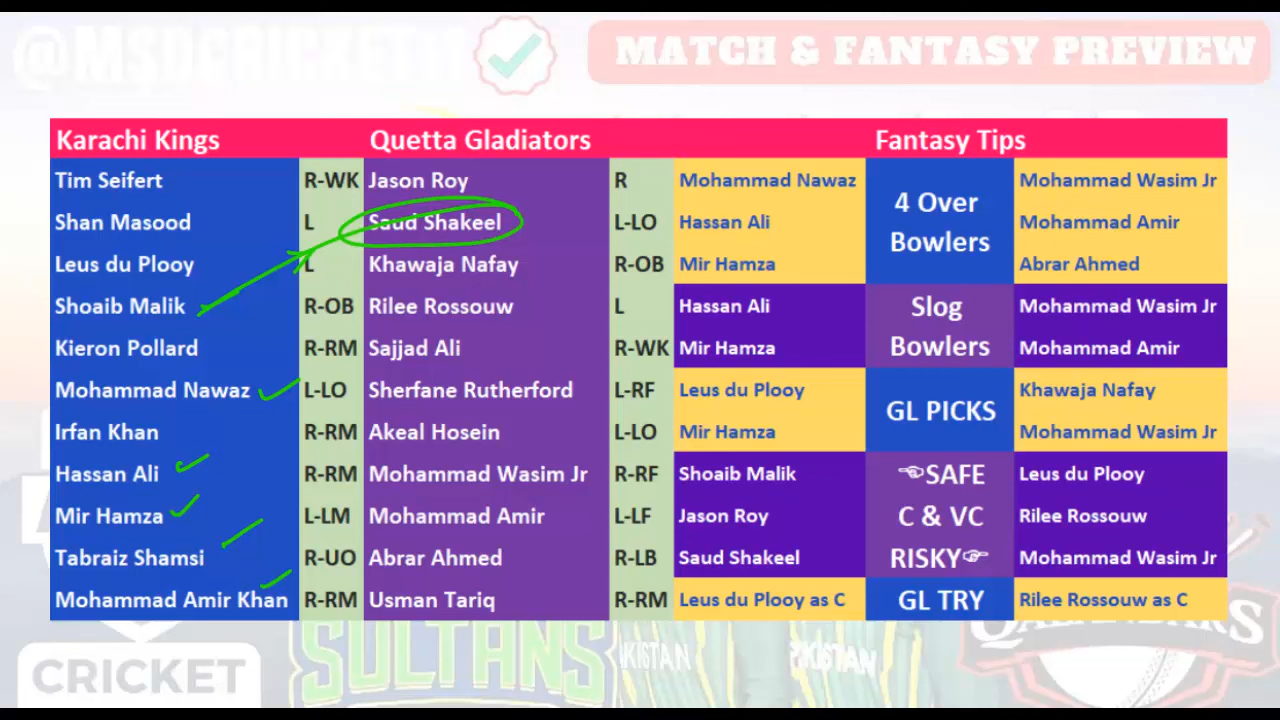 @MSDCRICKET
MATCH & FANTASY PREVIEW
Karachi Kings Quetta Gladiators Fantasy Tips
Tim Seifert R-WK Jason Roy R Mohammad Nawaz 4 Over Bowlers Mohammad Wasim Jr
Shan Masood L Saud Shakeel L-LO Hassan Ali Mohammad Amir
Leus du Plooy L Khawaja Nafay R-OB Mir Hamza Abrar Ahmed
Shoaib Malik R-OB Rilee Rossouw L Hassan Ali Slog Bowlers Mohammad Wasim Jr
Kieron Pollard R-RM Sajjad Ali R-WK Mir Hamza Mohammad Amir
Mohammad Nawaz L-LO Sherfane Rutherford L-RF Leus du Plooy GL PICKS Khawaja Nafay
Irfan Khan R-RM Akeal Hosein L-LO Mir Hamza Mohammad Wasim Jr
Hassan Ali R-RM Mohammad Wasim Jr R-RF Shoaib Malik SAFE Leus du Plooy
Mir Hamza L-LM Mohammad Amir L-LF Jason Roy C & VC Rilee Rossouw
Tabraiz Shamsi R-UO Abrar Ahmed R-LB Saud Shakeel RISKY Mohammad Wasim Jr
Mohammad Amir Khan R-RM Usman Tariq R-RM Leus du Plooy as C GL TRY Rilee Rossouw as C
SULTANS
QALANDARS
CRICKET